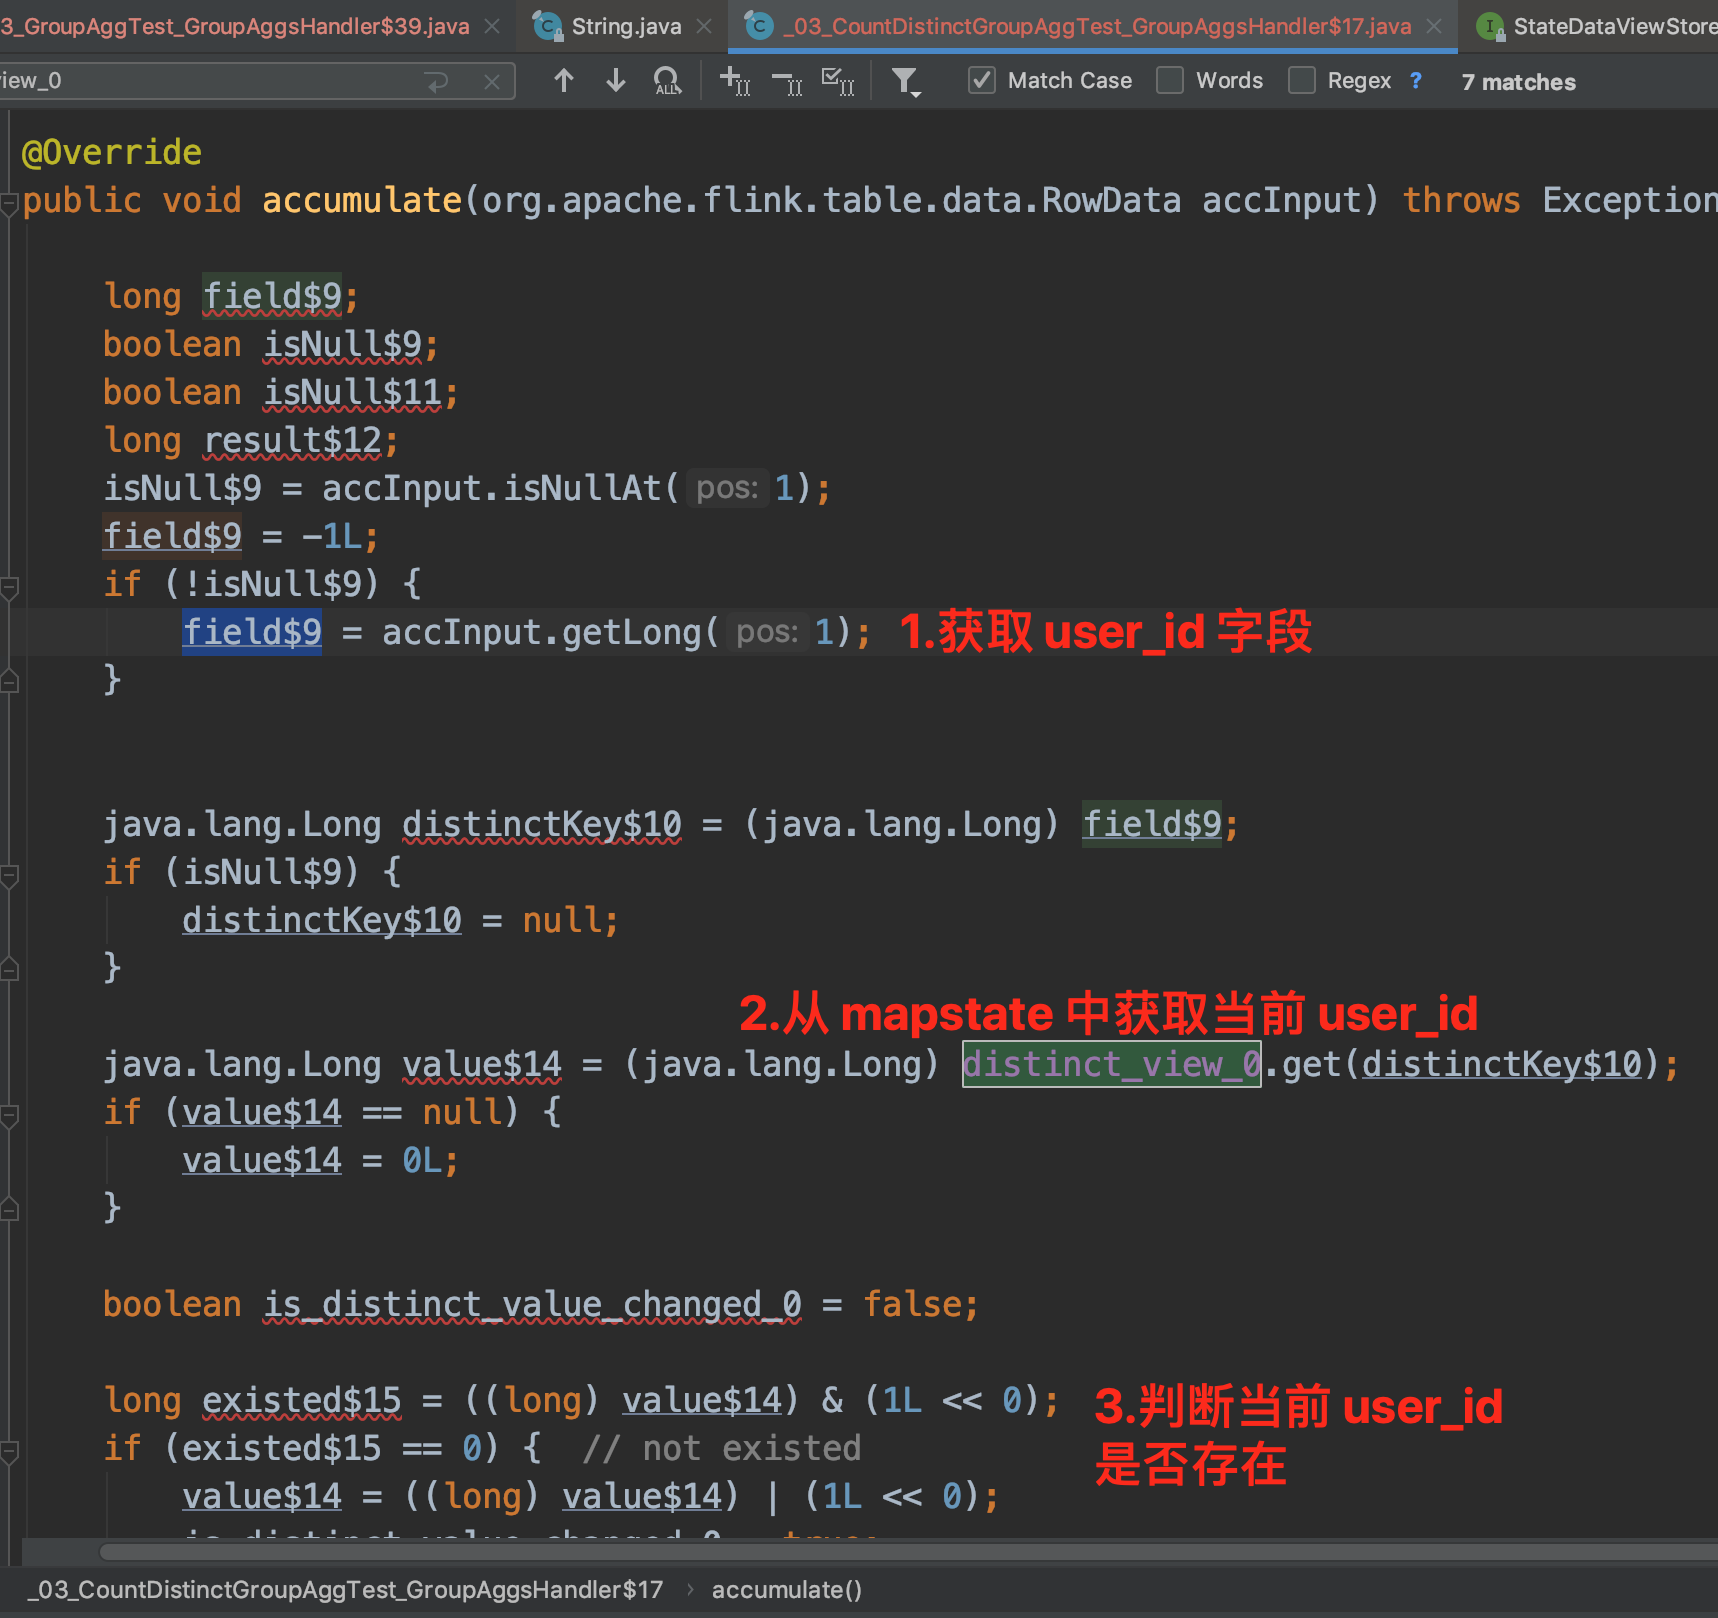 3_GroupAggTest_GroupAggsHandler$39.java String.java _03_CountDistinctGroupAggTest_GroupAggsHandler$17.java StateDataViewStore
iew_0 ALL Match Case Words Regex ? 7 matches
@Override
public void accumulate(org.apache.flink.table.data.RowData accInput) throws Exception
long field$9;
boolean isNull$9;
boolean isNull$11;
long result$12;
isNull$9 = accInput.isNullAt( pos: 1);
field$9 = -1L;
if (!isNull$9) {
field$9 = accInput.getLong( pos: 1); 1.获取 user_id 字段
}
java.lang.Long distinctKey$10 = (java.lang.Long) field$9;
if (isNull$9) {
distinctKey$10 = null;
}
2.从 mapstate 中获取当前 user_id
java.lang.Long value$14 = (java.lang.Long) distinct_view_0.get(distinctKey$10);
if (value$14 == null) {
value$14 = 0L;
}
boolean is_distinct_value_changed_0 = false;
long existed$15 = ((long) value$14) & (1L << 0); 3.判断当前 user_id
if (existed$15 == 0) { // not existed 是否存在
value$14 = ((long) value$14) | (1L << 0);
is_distinct_value_changed_0 = true;
_03_CountDistinctGroupAggTest_GroupAggsHandler$17 › accumulate()